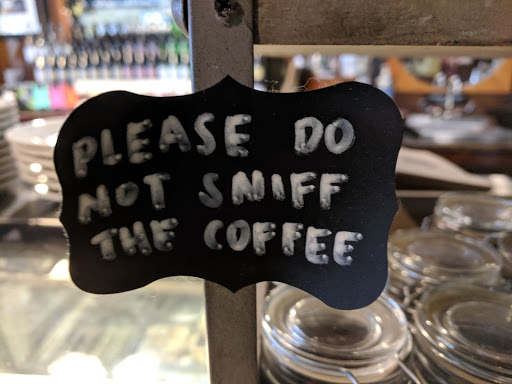 PLEASE DO
NOT SNIFF
THE COFFEE